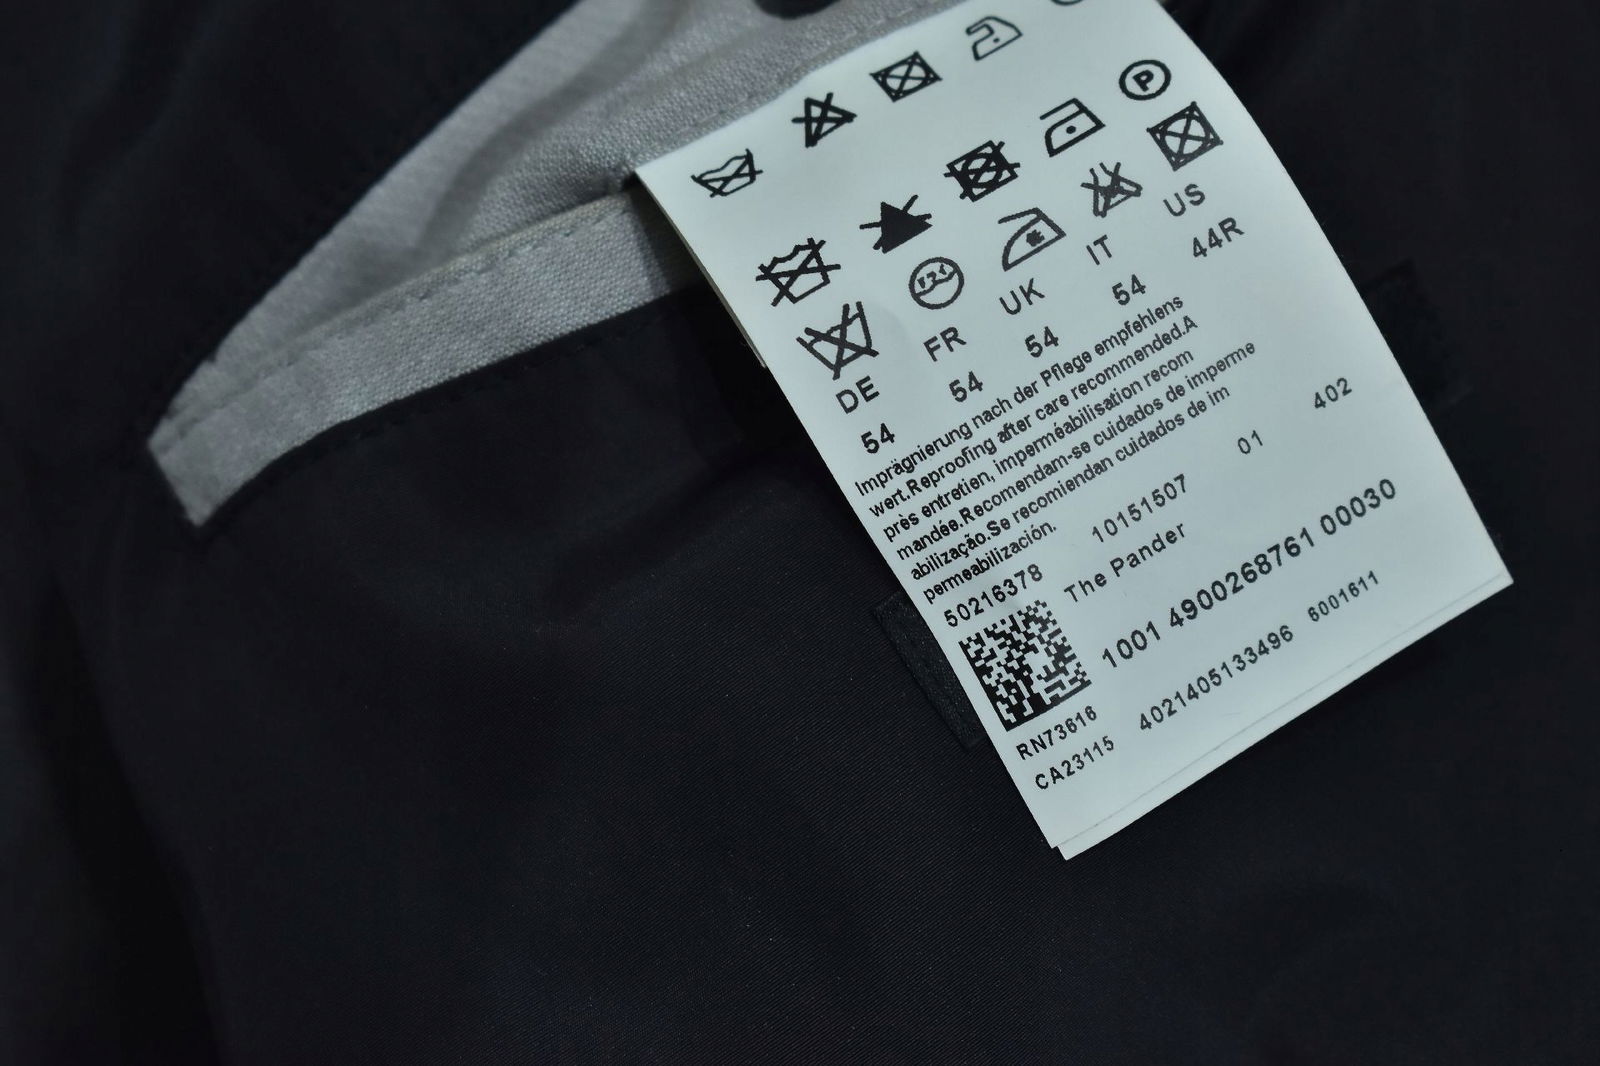 DE FR UK IT US
54 54 54 54 44R
Imprägnierung nach der Pflege empfehlens
wert.Reproofing after care recommended.A
près entretien, imperméabilisation recom
mandée.Recomendam-se cuidados de imperme
abilização.Se recomiendan cuidados de im
permeabilización.
50216378 10151507 01 402
The Pander
1001 4900268761 00030
RN73616
CA23115 4021405133496 6001611